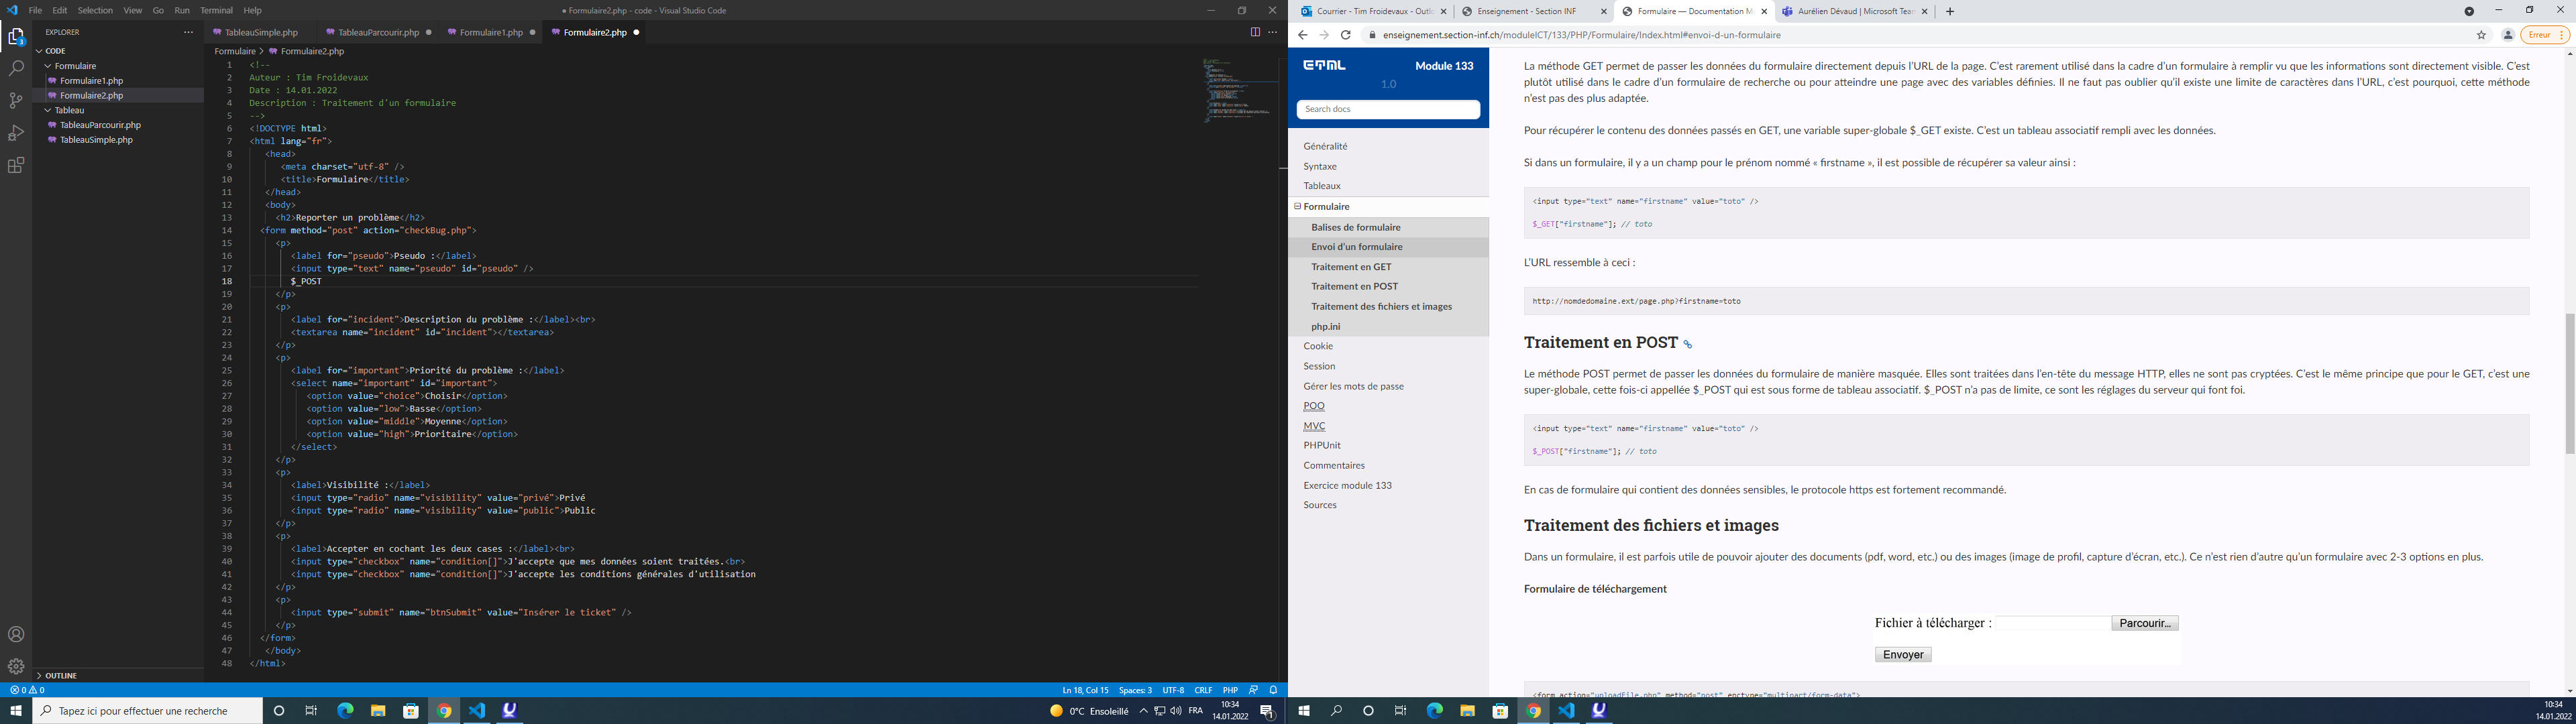 File Edit Selection View Go Run Terminal Help
● Formulaire2.php - code - Visual Studio Code
EXPLORER
CODE
Formulaire
Formulaire1.php
Formulaire2.php
Tableau
TableauParcourir.php
TableauSimple.php
OUTLINE
TableauSimple.php TableauParcourir.php ● Formulaire1.php ● Formulaire2.php ●
Formulaire > Formulaire2.php
1 <!--
2 Auteur : Tim Froidevaux
3 Date : 14.01.2022
4 Description : Traitement d'un formulaire
5 -->
6 <!DOCTYPE html>
7 <html lang="fr">
8 <head>
9 <meta charset="utf-8" />
10 <title>Formulaire</title>
11 </head>
12 <body>
13 <h2>Reporter un problème</h2>
14 <form method="post" action="checkBug.php">
15 <p>
16 <label for="pseudo">Pseudo :</label>
17 <input type="text" name="pseudo" id="pseudo" />
18 $_POST
19 </p>
20 <p>
21 <label for="incident">Description du problème :</label><br>
22 <textarea name="incident" id="incident"></textarea>
23 </p>
24 <p>
25 <label for="important">Priorité du problème :</label>
26 <select name="important" id="important">
27 <option value="choice">Choisir</option>
28 <option value="low">Basse</option>
29 <option value="middle">Moyenne</option>
30 <option value="high">Prioritaire</option>
31 </select>
32 </p>
33 <p>
34 <label>Visibilité :</label>
35 <input type="radio" name="visibility" value="privé">Privé
36 <input type="radio" name="visibility" value="public">Public
37 </p>
38 <p>
39 <label>Accepter en cochant les deux cases :</label><br>
40 <input type="checkbox" name="condition[]">J'accepte que mes données soient traitées.<br>
41 <input type="checkbox" name="condition[]">J'accepte les conditions générales d'utilisation
42 </p>
43 <p>
44 <input type="submit" name="btnSubmit" value="Insérer le ticket" />
45 </p>
46 </form>
47 </body>
48 </html>
0 0 Ln 18, Col 15 Spaces: 3 UTF-8 CRLF PHP
Tapez ici pour effectuer une recherche
0°C Ensoleillé FRA 10:34
14.01.2022
1
Courrier - Tim Froidevaux - Outl Enseignement - Section INF Formulaire — Documentation M Aurélien Dévaud | Microsoft Tea
enseignement.section-inf.ch/moduleICT/133/PHP/Formulaire/Index.html#envoi-d-un-formulaire Erreur
ETML Module 133
1.0
Search docs
Généralité
Syntaxe
Tableaux
Formulaire
Balises de formulaire
Envoi d'un formulaire
Traitement en GET
Traitement en POST
Traitement des fichiers et images
php.ini
Cookie
Session
Gérer les mots de passe
POO
MVC
PHPUnit
Commentaires
Exercice module 133
Sources
La méthode GET permet de passer les données du formulaire directement depuis l'URL de la page. C'est rarement utilisé dans la cadre d'un formulaire à remplir vu que les informations sont directement visible. C'est
plutôt utilisé dans le cadre d'un formulaire de recherche ou pour atteindre une page avec des variables définies. Il ne faut pas oublier qu'il existe une limite de caractères dans l'URL, c'est pourquoi, cette méthode
n'est pas des plus adaptée.
Pour récupérer le contenu des données passés en GET, une variable super-globale $_GET existe. C'est un tableau associatif rempli avec les données.
Si dans un formulaire, il y a un champ pour le prénom nommé « firstname », il est possible de récupérer sa valeur ainsi :
<input type="text" name="firstname" value="toto" />
$_GET["firstname"]; // toto
L'URL ressemble à ceci :
http://nomdedomaine.ext/page.php?firstname=toto
Traitement en POST
Le méthode POST permet de passer les données du formulaire de manière masquée. Elles sont traitées dans l'en-tête du message HTTP, elles ne sont pas cryptées. C'est le même principe que pour le GET, c'est une
super-globale, cette fois-ci appellée $_POST qui est sous forme de tableau associatif. $_POST n'a pas de limite, ce sont les réglages du serveur qui font foi.
<input type="text" name="firstname" value="toto" />
$_POST["firstname"]; // toto
En cas de formulaire qui contient des données sensibles, le protocole https est fortement recommandé.
Traitement des fichiers et images
Dans un formulaire, il est parfois utile de pouvoir ajouter des documents (pdf, word, etc.) ou des images (image de profil, capture d'écran, etc.). Ce n'est rien d'autre qu'un formulaire avec 2-3 options en plus.
Formulaire de téléchargement
Fichier à télécharger : Parcourir...
Envoyer
<form action="uploadFile.php" method="post" enctype="multipart/form-data">
10:34
14.01.2022